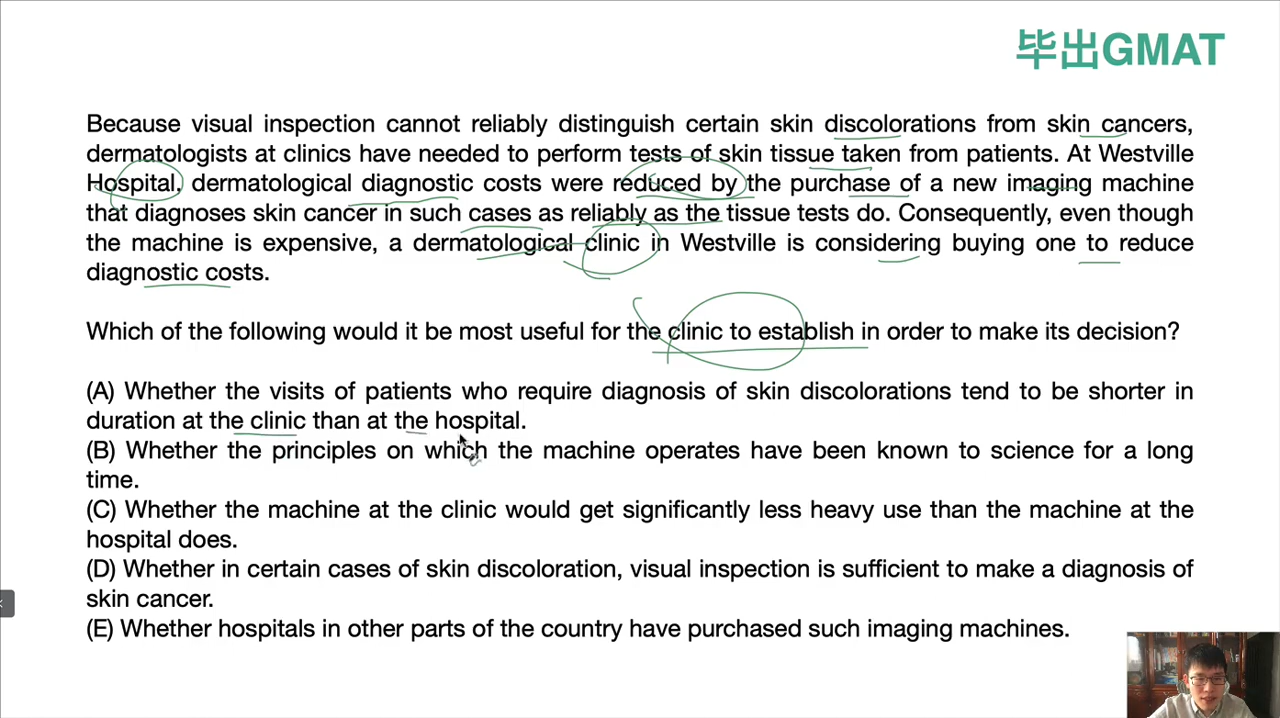 毕出GMAT
Because visual inspection cannot reliably distinguish certain skin discolorations from skin cancers,
dermatologists at clinics have needed to perform tests of skin tissue taken from patients. At Westville
Hospital, dermatological diagnostic costs were reduced by the purchase of a new imaging machine
that diagnoses skin cancer in such cases as reliably as the tissue tests do. Consequently, even though
the machine is expensive, a dermatological clinic in Westville is considering buying one to reduce
diagnostic costs.
Which of the following would it be most useful for the clinic to establish in order to make its decision?
(A) Whether the visits of patients who require diagnosis of skin discolorations tend to be shorter in
duration at the clinic than at the hospital.
(B) Whether the principles on which the machine operates have been known to science for a long
time.
(C) Whether the machine at the clinic would get significantly less heavy use than the machine at the
hospital does.
(D) Whether in certain cases of skin discoloration, visual inspection is sufficient to make a diagnosis of
skin cancer.
(E) Whether hospitals in other parts of the country have purchased such imaging machines.